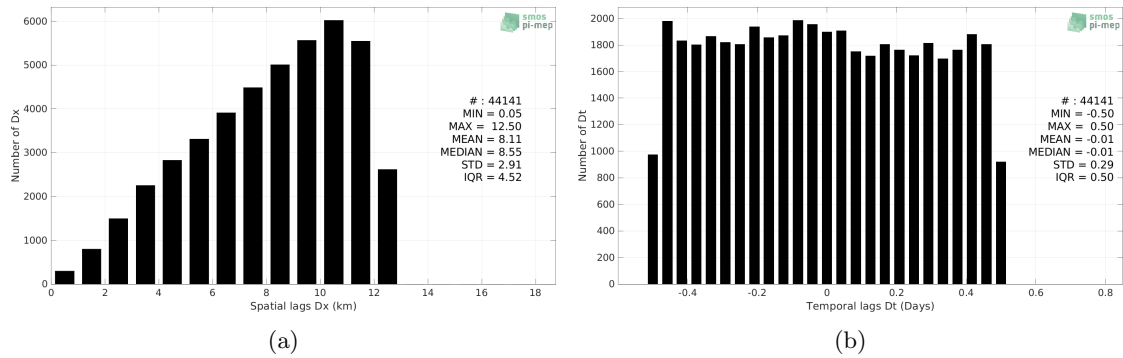 smos
pi-mep
6000
5000
4000
3000
2000
1000
0
Number of Dx
# : 44141
MIN = 0.05
MAX = 12.50
MEAN = 8.11
MEDIAN = 8.55
STD = 2.91
IQR = 4.52
0 2 4 6 8 10 12 14 16 18
Spatial lags Dx (km)
(a)
smos
pi-mep
2000
1800
1600
1400
1200
1000
800
600
400
200
0
Number of Dt
# : 44141
MIN = -0.50
MAX = 0.50
MEAN = -0.01
MEDIAN = -0.01
STD = 0.29
IQR = 0.50
-0.4 -0.2 0 0.2 0.4 0.6 0.8
Temporal lags Dt (Days)
(b)